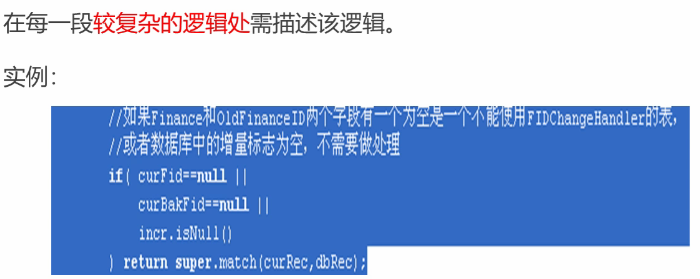 在每一段较复杂的逻辑处需描述该逻辑。
实例：
//如果Finance和OldFinanceID两个字段有一个为空是一个不能使用FIDChangeHandler的表，
//或者数据库中的增量标志为空，不需要做处理
if( curFid==null ||
curBakFid==null ||
incr.isNull()
) return super.match(curRec,dbRec);